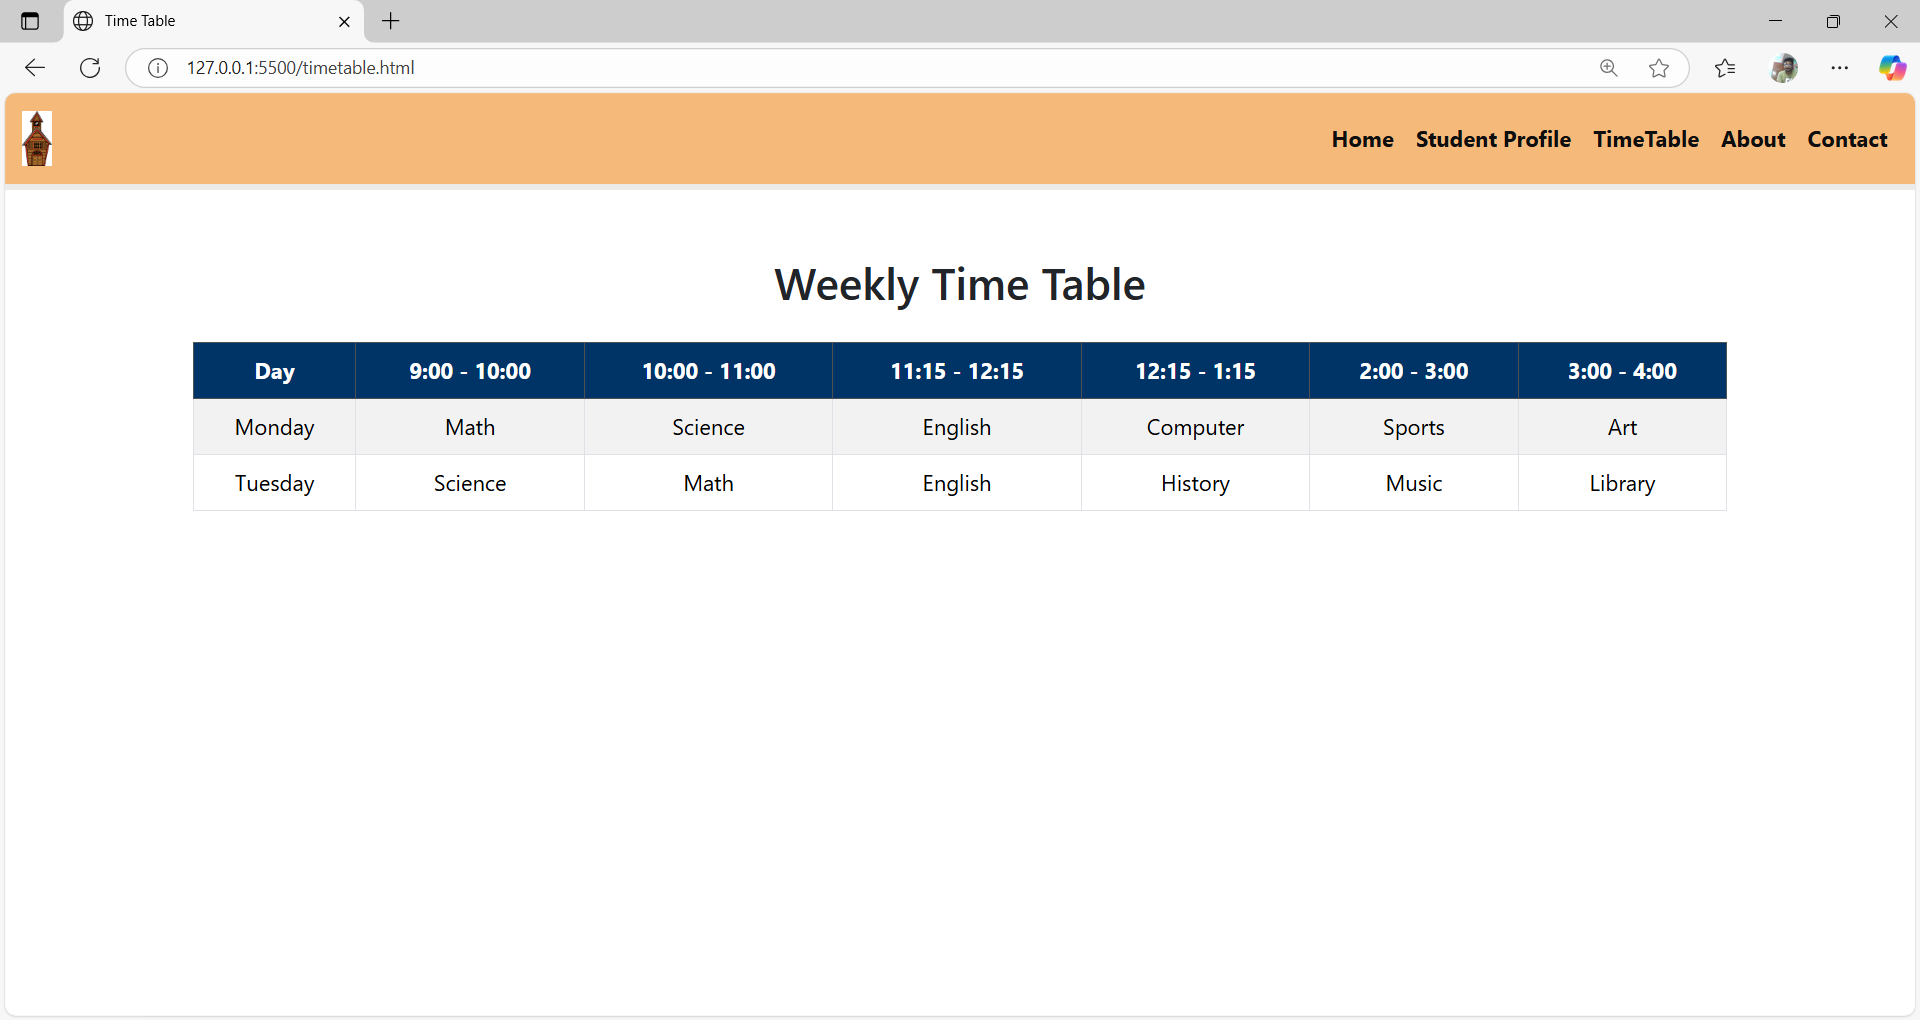 Time Table
127.0.0.1:5500/timetable.html
Home Student Profile TimeTable About Contact
Weekly Time Table
Day 9:00 - 10:00 10:00 - 11:00 11:15 - 12:15 12:15 - 1:15 2:00 - 3:00 3:00 - 4:00
Monday Math Science English Computer Sports Art
Tuesday Science Math English History Music Library